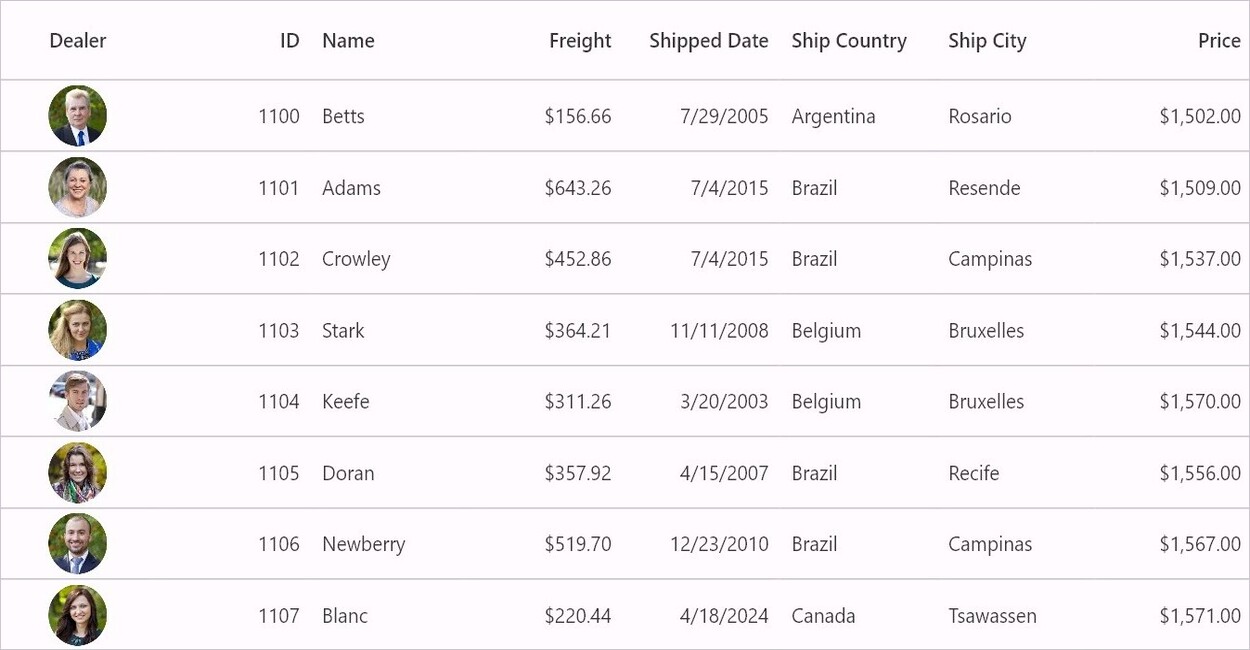 Dealer ID Name Freight Shipped Date Ship Country Ship City Price
1100 Betts $156.66 7/29/2005 Argentina Rosario $1,502.00
1101 Adams $643.26 7/4/2015 Brazil Resende $1,509.00
1102 Crowley $452.86 7/4/2015 Brazil Campinas $1,537.00
1103 Stark $364.21 11/11/2008 Belgium Bruxelles $1,544.00
1104 Keefe $311.26 3/20/2003 Belgium Bruxelles $1,570.00
1105 Doran $357.92 4/15/2007 Brazil Recife $1,556.00
1106 Newberry $519.70 12/23/2010 Brazil Campinas $1,567.00
1107 Blanc $220.44 4/18/2024 Canada Tsawassen $1,571.00